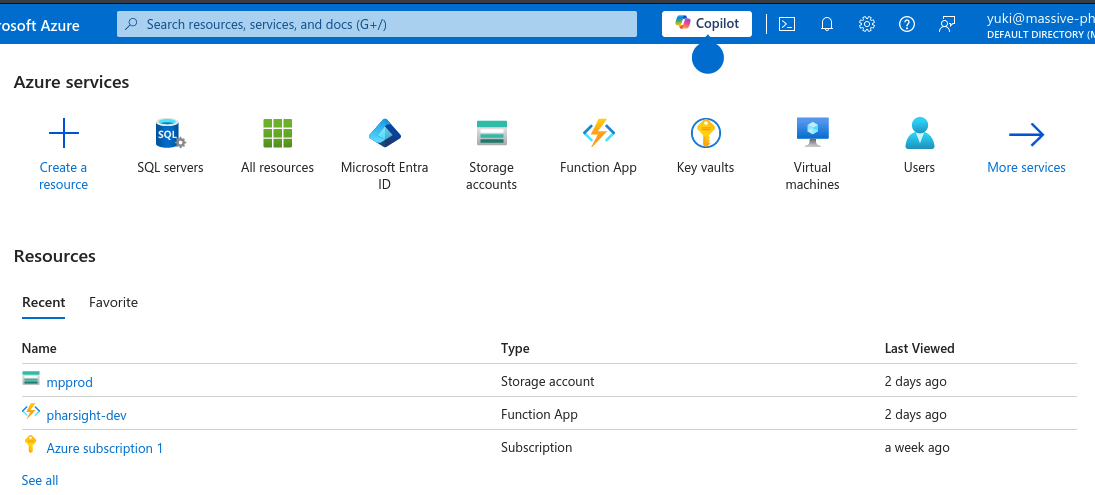 rosoft Azure
Search resources, services, and docs (G+/)
Copilot
yuki@massive-ph
DEFAULT DIRECTORY (M
Azure services
SQL
Create a
resource
SQL servers
All resources
Microsoft Entra
ID
Storage
accounts
Function App
Key vaults
Virtual
machines
Users
More services
Resources
Recent Favorite
Name Type Last Viewed
mpprod Storage account 2 days ago
pharsight-dev Function App 2 days ago
Azure subscription 1 Subscription a week ago
See all